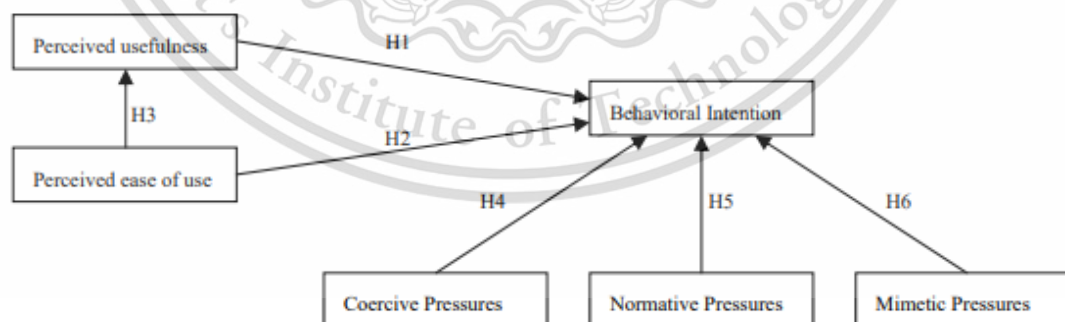 Perceived usefulness
H1
H3
Behavioral Intention
H2
Perceived ease of use
H4
H5
H6
Coercive Pressures
Normative Pressures
Mimetic Pressures
's Institute of Technolog